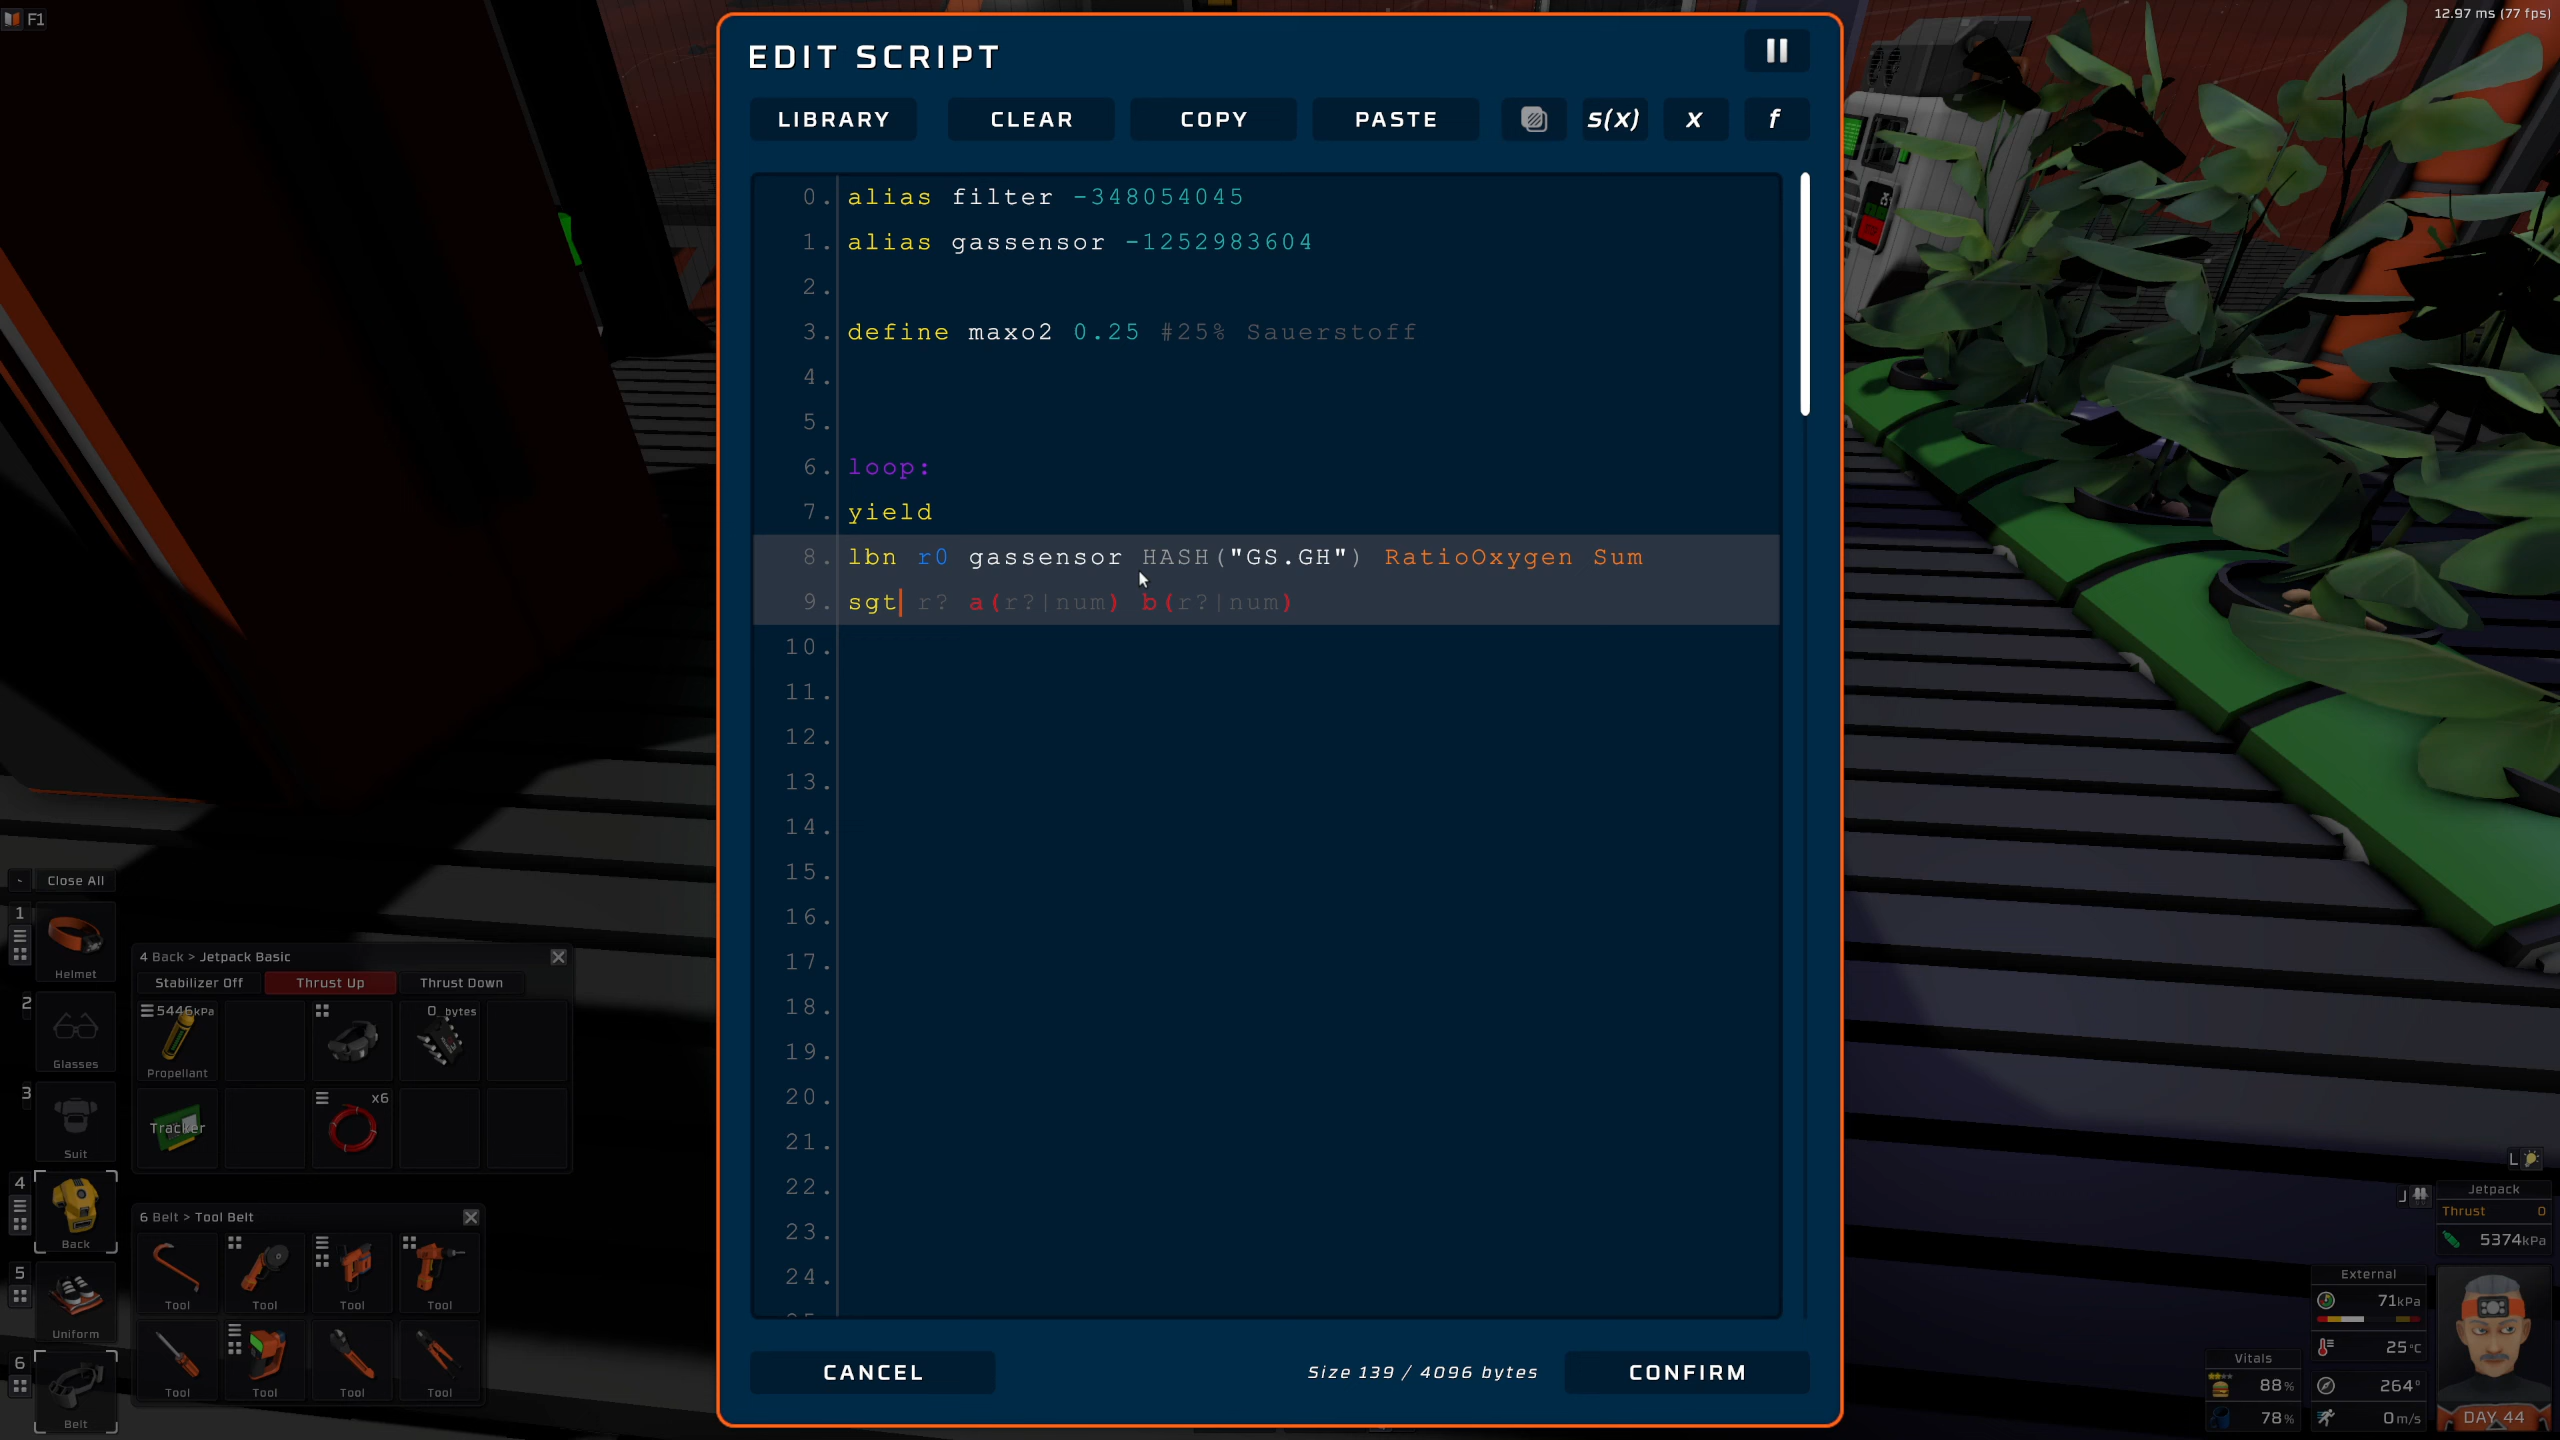 F1
12.97 ms (77 fps)
EDIT SCRIPT
LIBRARY CLEAR COPY PASTE s(x) x f
0. alias filter -348054045
1. alias gassensor -1252983604
2.
3. define maxo2 0.25 #25% Sauerstoff
4.
5.
6. loop:
7. yield
8. lbn r0 gassensor HASH("GS.GH") RatioOxygen Sum
9. sgt r? a(r?|num) b(r?|num)
10.
11.
12.
13.
14.
15.
16.
17.
18.
19.
20.
21.
22.
23.
24.
CANCEL Size 139 / 4096 bytes CONFIRM
- Close All
1
Helmet
2
Glasses
3
Suit
4
Back
5
Uniform
6
Belt
4 Back > Jetpack Basic
Stabilizer Off Thrust Up Thrust Down
5446kPa 0 bytes
Propellant
x6
Tracker
6 Belt > Tool Belt
Tool Tool Tool Tool
Tool Tool Tool Tool
L
J
Jetpack
Thrust 0
5374kPa
External
71kPa
25°C
264°
0m/s
Vitals
88%
78%
DAY 44